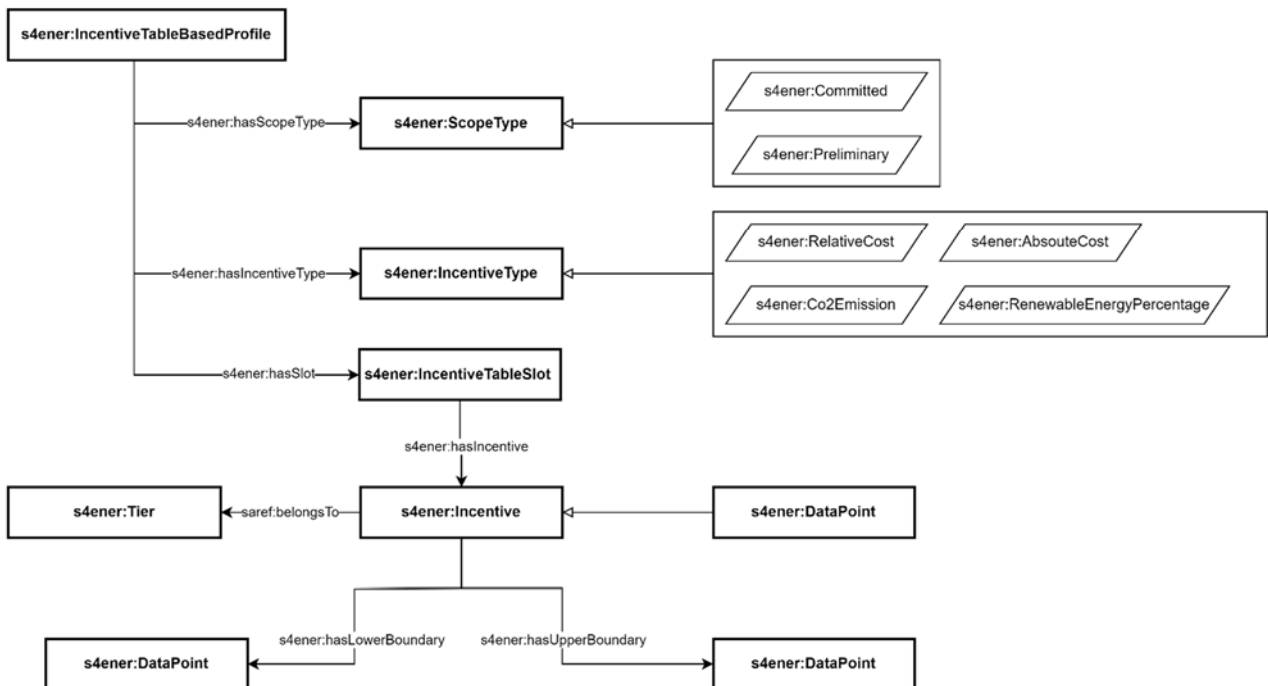 s4ener:IncentiveTableBasedProfile
s4ener:Committed
s4ener:hasScopeType
s4ener:ScopeType
s4ener:Preliminary
s4ener:RelativeCost
s4ener:AbsouteCost
s4ener:hasIncentiveType
s4ener:IncentiveType
s4ener:Co2Emission
s4ener:RenewableEnergyPercentage
s4ener:hasSlot
s4ener:IncentiveTableSlot
s4ener:hasIncentive
s4ener:Tier
saref:belongsTo
s4ener:Incentive
s4ener:DataPoint
s4ener:hasLowerBoundary
s4ener:hasUpperBoundary
s4ener:DataPoint
s4ener:DataPoint